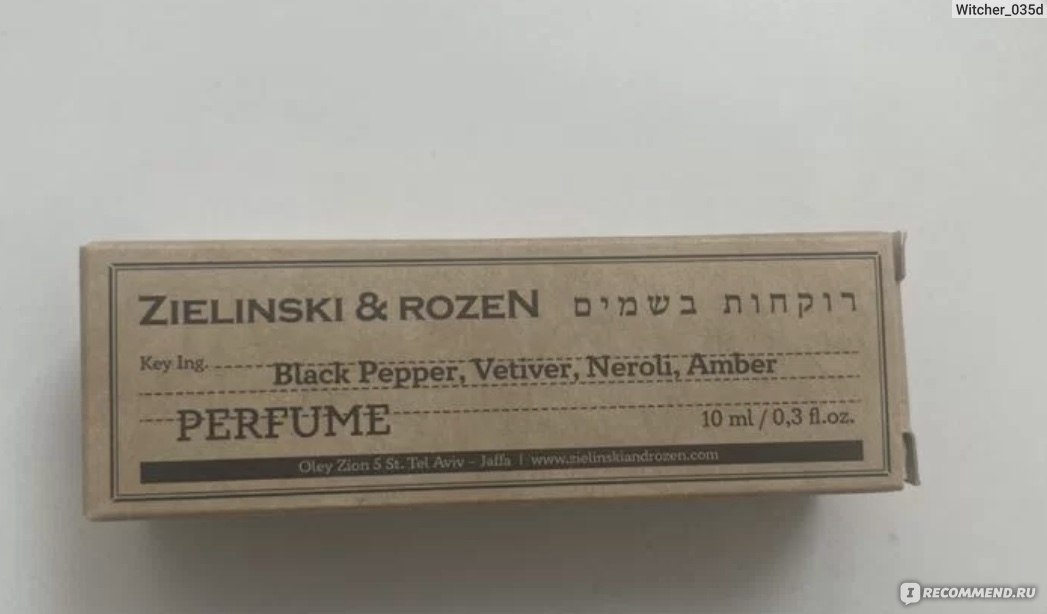 Witcher_035d
ZIELINSKI & ROZEN רוקחות בשמים
Key Ing. Black Pepper, Vetiver, Neroli, Amber
PERFUME 10 ml / 0,3 fl.oz.
Oley Zion 5 St. Tel Aviv - Jaffa | www.zielinskiandrozen.com
IRECOMMEND.RU